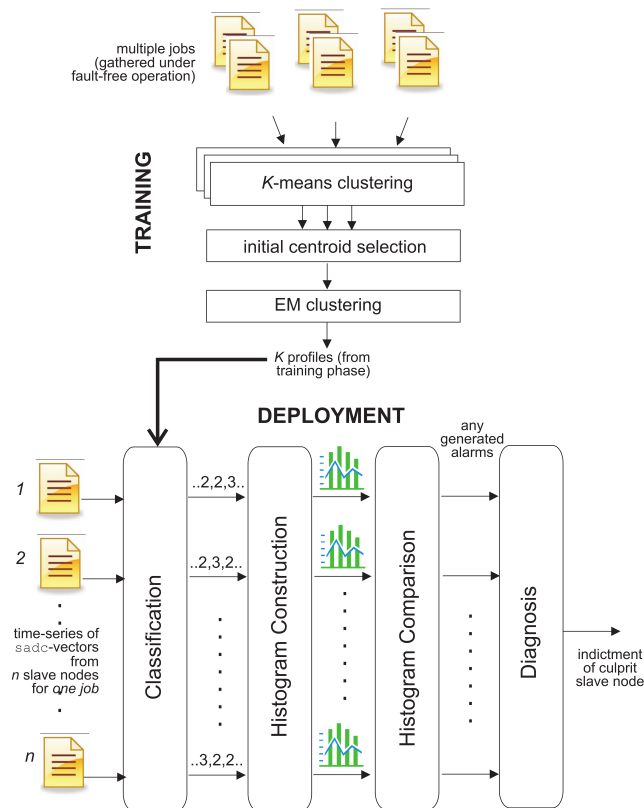 multiple jobs
(gathered under
fault-free operation)
TRAINING
K-means clustering
initial centroid selection
EM clustering
K profiles (from
training phase)
DEPLOYMENT
any
generated
alarms
1
..2,2,3..
2
..2,3,2..
time-series of
sadc-vectors
from
n slave nodes
for one job
n
..3,2,2..
Classification
Histogram Construction
Histogram Comparison
Diagnosis
indictment
of culprit
slave node